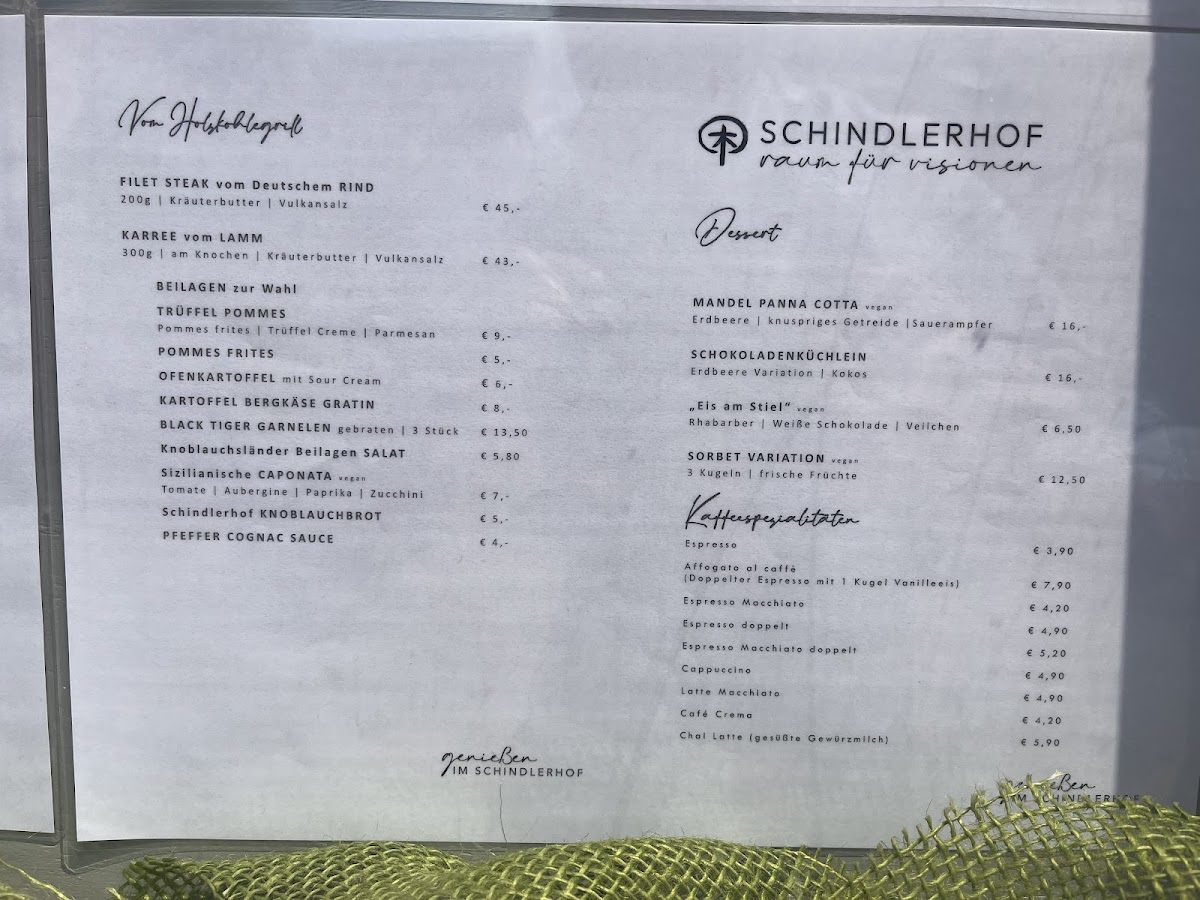 Vom Holzkohlegrill
FILET STEAK vom Deutschem RIND
200g | Kräuterbutter | Vulkansalz € 45,-
KARREE vom LAMM
300g | am Knochen | Kräuterbutter | Vulkansalz € 43,-
BEILAGEN zur Wahl
TRÜFFEL POMMES
Pommes frites | Trüffel Creme | Parmesan € 9,-
POMMES FRITES € 5,-
OFENKARTOFFEL mit Sour Cream € 6,-
KARTOFFEL BERGKÄSE GRATIN € 8,-
BLACK TIGER GARNELEN gebraten | 3 Stück € 13,50
Knoblauchsländer Beilagen SALAT € 5,80
Sizilianische CAPONATA vegan
Tomate | Aubergine | Paprika | Zucchini € 7,-
Schindlerhof KNOBLAUCHBROT € 5,-
PFEFFER COGNAC SAUCE € 4,-
genießen
IM SCHINDLERHOF
SCHINDLERHOF
raum für visionen
Dessert
MANDEL PANNA COTTA vegan
Erdbeere | knuspriges Getreide |Sauerampfer € 16,-
SCHOKOLADENKÜCHLEIN
Erdbeere Variation | Kokos € 16,-
„Eis am Stiel“ vegan
Rhabarber | Weiße Schokolade | Veilchen € 6,50
SORBET VARIATION vegan
3 Kugeln | frische Früchte € 12,50
Kaffeespezialitäten
Espresso € 3,90
Affogato al caffè
(Doppelter Espresso mit 1 Kugel Vanilleeis) € 7,90
Espresso Macchiato € 4,20
Espresso doppelt € 4,90
Espresso Macchiato doppelt € 5,20
Cappuccino € 4,90
Latte Macchiato € 4,90
Café Crema € 4,20
Chai Latte (gesüßte Gewürzmilch) € 5,90
genießen
IM SCHINDLERHOF